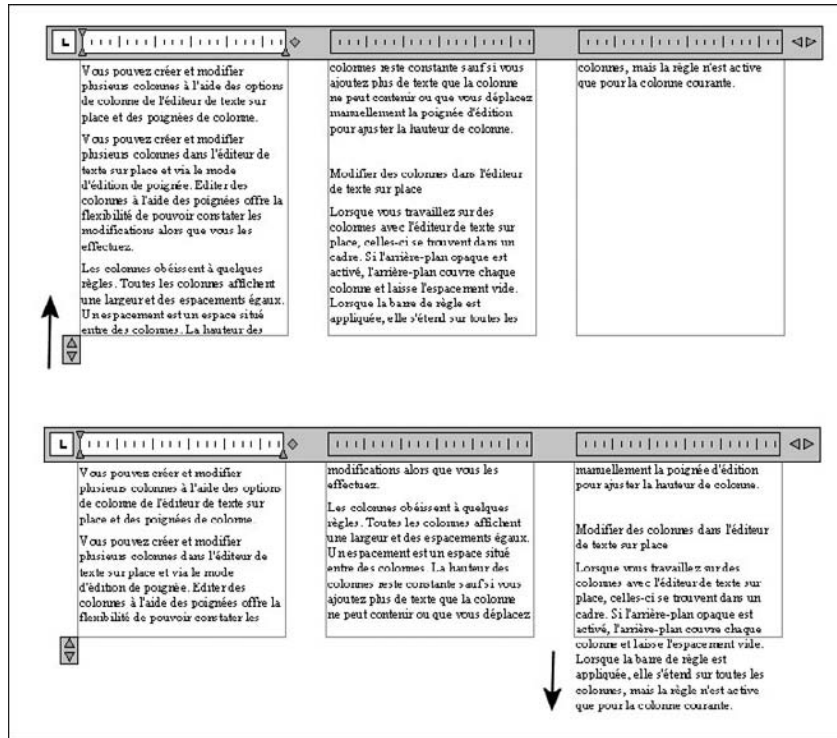 L
Vous pouvez créer et modifier
plusieurs colonnes à l'aide des options
de colonne de l'éditeur de texte sur
place et des poignées de colonne.
Vous pouvez créer et modifier
plusieurs colonnes dans l'éditeur de
texte sur place et via le mode
d'édition de poignée. Editer des
colonnes à l'aide des poignées offre la
flexibilité de pouvoir constater les
modifications alors que vous les
effectuez.
Les colonnes obéissent à quelques
règles. Toutes les colonnes affichent
une largeur et des espacements égaux.
Un espacement est un espace situé
entre des colonnes. La hauteur des
colonnes reste constante sauf si vous
ajoutez plus de texte que la colonne
ne peut contenir ou que vous déplacez
manuellement la poignée d'édition
pour ajuster la hauteur de colonne.
Modifier des colonnes dans l'éditeur
de texte sur place
Lorsque vous travaillez sur des
colonnes avec l'éditeur de texte sur
place, celles-ci se trouvent dans un
cadre. Si l'arrière-plan opaque est
activé, l'arrière-plan couvre chaque
colonne et laisse l'espacement vide.
Lorsque la barre de règle est
appliquée, elle s'étend sur toutes les
colonnes, mais la règle n'est active
que pour la colonne courante.
L
Vous pouvez créer et modifier
plusieurs colonnes à l'aide des options
de colonne de l'éditeur de texte sur
place et des poignées de colonne.
Vous pouvez créer et modifier
plusieurs colonnes dans l'éditeur de
texte sur place et via le mode
d'édition de poignée. Editer des
colonnes à l'aide des poignées offre la
flexibilité de pouvoir constater les
modifications alors que vous les
effectuez.
Les colonnes obéissent à quelques
règles. Toutes les colonnes affichent
une largeur et des espacements égaux.
Un espacement est un espace situé
entre des colonnes. La hauteur des
colonnes reste constante sauf si vous
ajoutez plus de texte que la colonne
ne peut contenir ou que vous déplacez
manuellement la poignée d'édition
pour ajuster la hauteur de colonne.
Modifier des colonnes dans l'éditeur
de texte sur place
Lorsque vous travaillez sur des
colonnes avec l'éditeur de texte sur
place, celles-ci se trouvent dans un
cadre. Si l'arrière-plan opaque est
activé, l'arrière-plan couvre chaque
colonne et laisse l'espacement vide.
Lorsque la barre de règle est
appliquée, elle s'étend sur toutes les
colonnes, mais la règle n'est active
que pour la colonne courante.